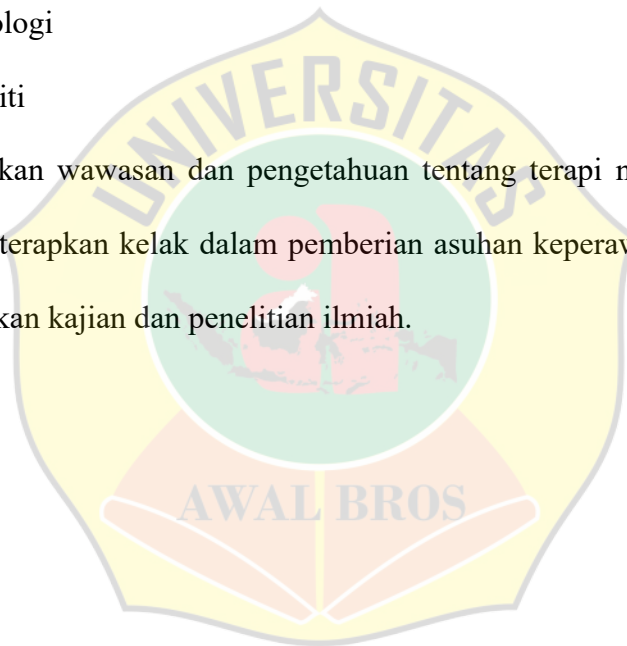 ologi
iti
UNIVERSITAS
kan wawasan dan pengetahuan tentang terapi
terapkan kelak dalam pemberian asuhan keperaw
kan kajian dan penelitian ilmiah.
AWAL BROS